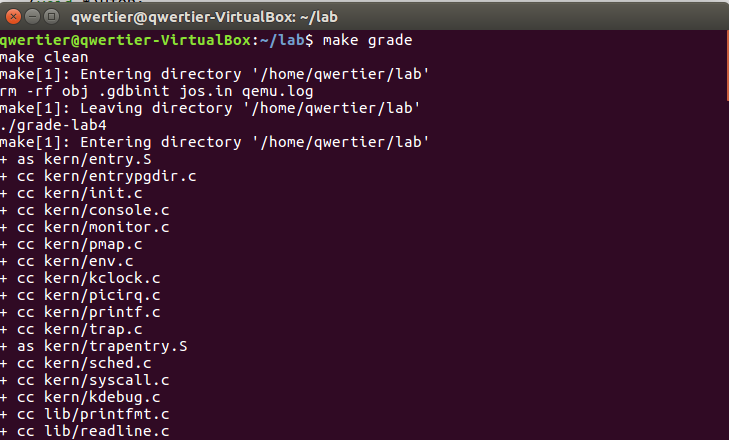 qwertier@qwertier-VirtualBox: ~/lab
qwertier@qwertier-VirtualBox:~/lab$ make grade
make clean
make[1]: Entering directory '/home/qwertier/lab'
rm -rf obj .gdbinit jos.in qemu.log
make[1]: Leaving directory '/home/qwertier/lab'
./grade-lab4
make[1]: Entering directory '/home/qwertier/lab'
+ as kern/entry.S
+ cc kern/entrypgdir.c
+ cc kern/init.c
+ cc kern/console.c
+ cc kern/monitor.c
+ cc kern/pmap.c
+ cc kern/env.c
+ cc kern/kclock.c
+ cc kern/picirq.c
+ cc kern/printf.c
+ cc kern/trap.c
+ as kern/trapentry.S
+ cc kern/sched.c
+ cc kern/syscall.c
+ cc kern/kdebug.c
+ cc lib/printfmt.c
+ cc lib/readline.c